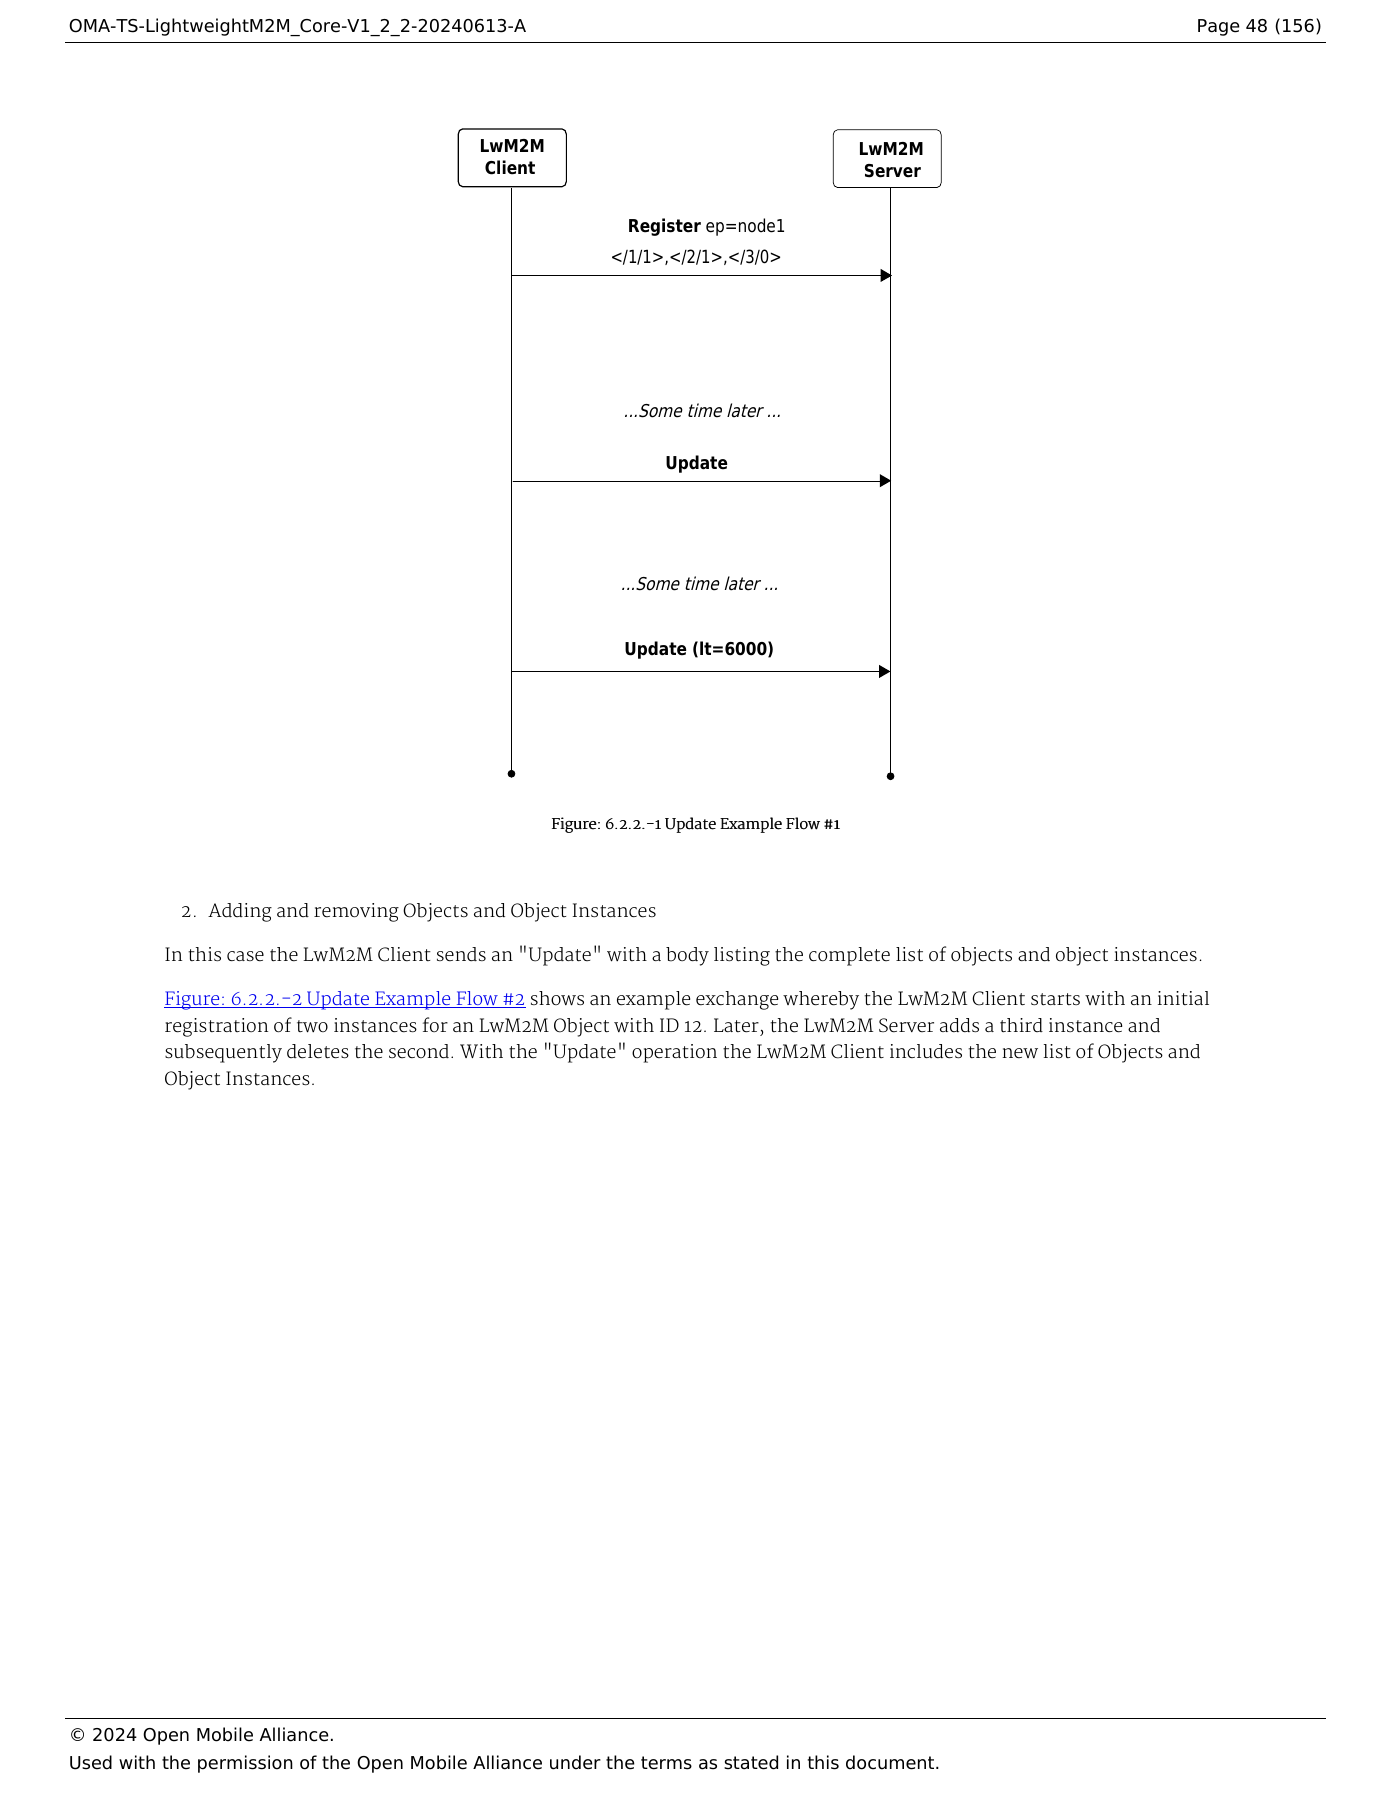 OMA-TS-LightweightM2M_Core-V1_2_2-20240613-A Page 48 (156)
LwM2M
Client
LwM2M
Server
Register ep=node1
</1/1>,</2/1>,</3/0>
...Some time later ...
Update
...Some time later ...
Update (lt=6000)
Figure: 6.2.2.-1 Update Example Flow #1
2. Adding and removing Objects and Object Instances
In this case the LwM2M Client sends an "Update" with a body listing the complete list of objects and object instances.
Figure: 6.2.2.-2 Update Example Flow #2 shows an example exchange whereby the LwM2M Client starts with an initial
registration of two instances for an LwM2M Object with ID 12. Later, the LwM2M Server adds a third instance and
subsequently deletes the second. With the "Update" operation the LwM2M Client includes the new list of Objects and
Object Instances.
© 2024 Open Mobile Alliance.
Used with the permission of the Open Mobile Alliance under the terms as stated in this document.